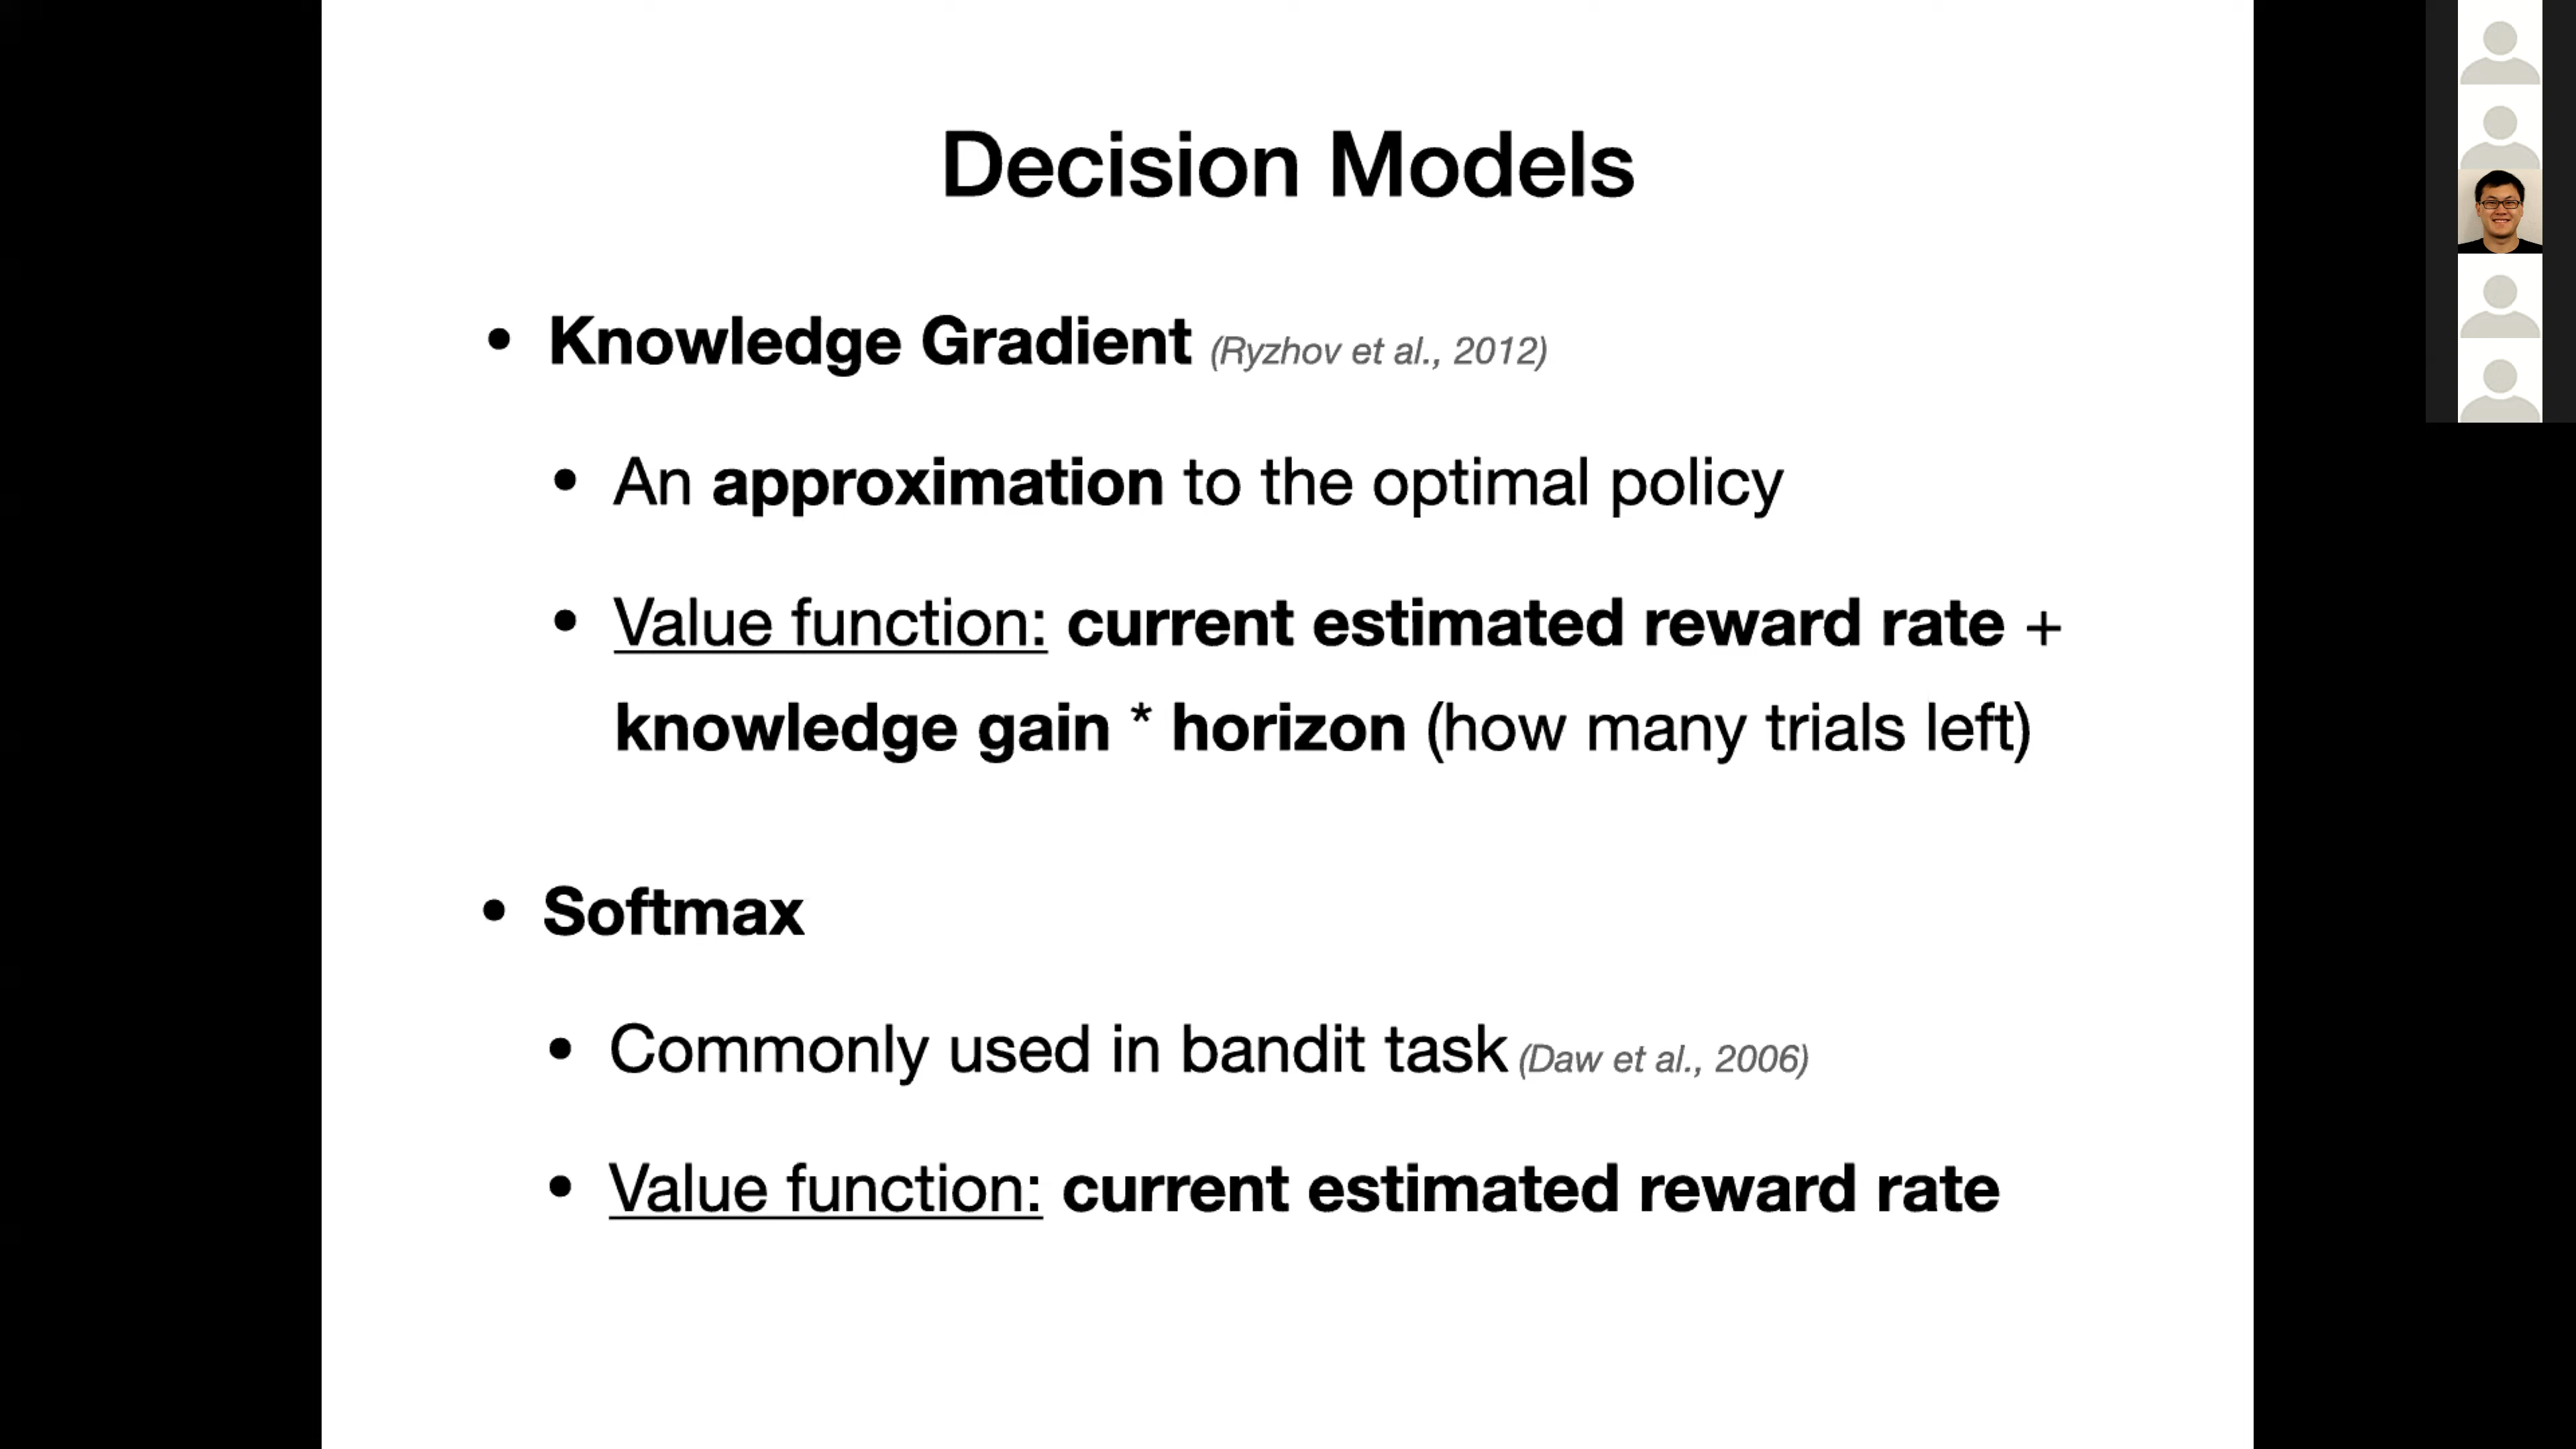 Decision Models
• Knowledge Gradient (Ryzhov et al., 2012)
• An approximation to the optimal policy
• Value function: current estimated reward rate +
knowledge gain * horizon (how many trials left)
• Softmax
• Commonly used in bandit task (Daw et al., 2006)
• Value function: current estimated reward rate